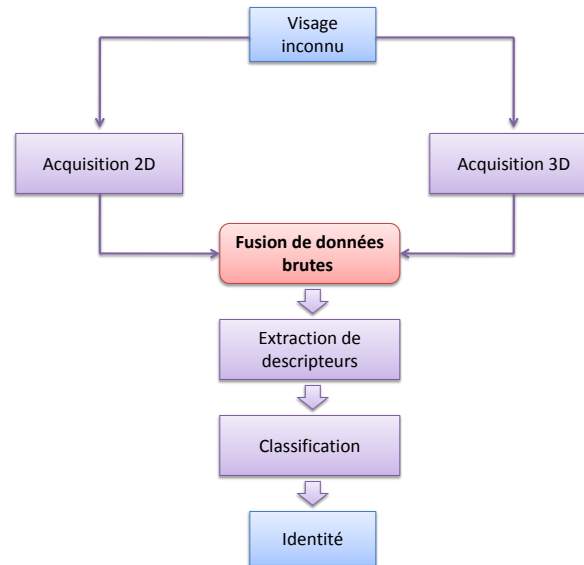 Visage
inconnu
Acquisition 2D
Acquisition 3D
Fusion de données
brutes
Extraction de
descripteurs
Classification
Identité